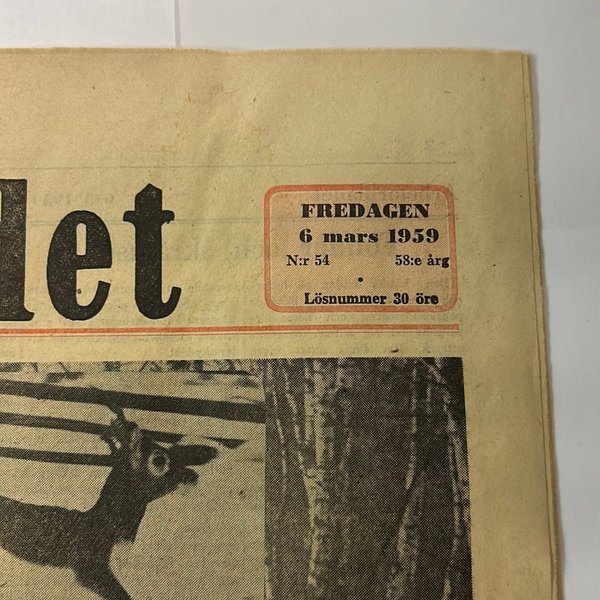 let
FREDAGEN
6 mars 1959
N:r 54 58:e årg
Lösnummer 30 öre